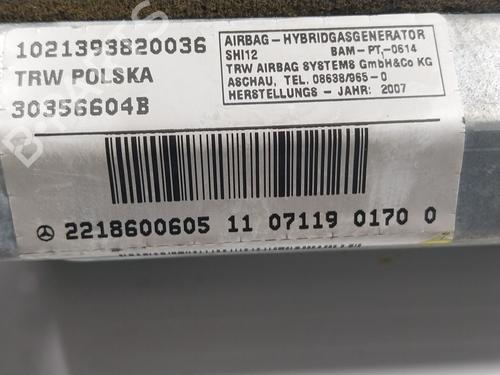 1021393820036
TRW POLSKA
30356604B
AIRBAG-HYBRIDGASGENERATOR
SHI12 BAM-PT,-0614
TRW AIRBAG SYSTEMS GmbH&Co KG
ASCHAU, TEL. 08638/965-0
HERSTELLUNGS - JAHR: 2007
2218600605 11 07119 0170 0